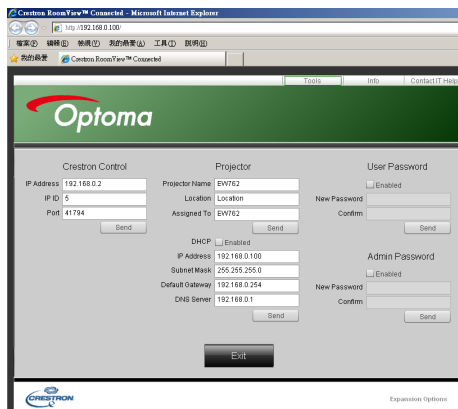 Crestron RoomView™ Connected - Microsoft Internet Explorer
http://192.168.0.100/
檔案(F) 編輯(E) 檢視(V) 我的最愛(A) 工具(T) 說明(H)
我的最愛 Crestron RoomView™ Connected
Tools Info Contact IT Help
Optoma
Crestron Control
IP Address 192.168.0.2
IP ID 5
Port 41794
Send
Projector
Projector Name EW762
Location Location
Assigned To EW762
Send
DHCP Enabled
IP Address 192.168.0.100
Subnet Mask 255.255.255.0
Default Gateway 192.168.0.254
DNS Server 192.168.0.1
Send
User Password
Enabled
New Password
Confirm
Send
Admin Password
Enabled
New Password
Confirm
Send
Exit
CRESTRON
Expansion Options